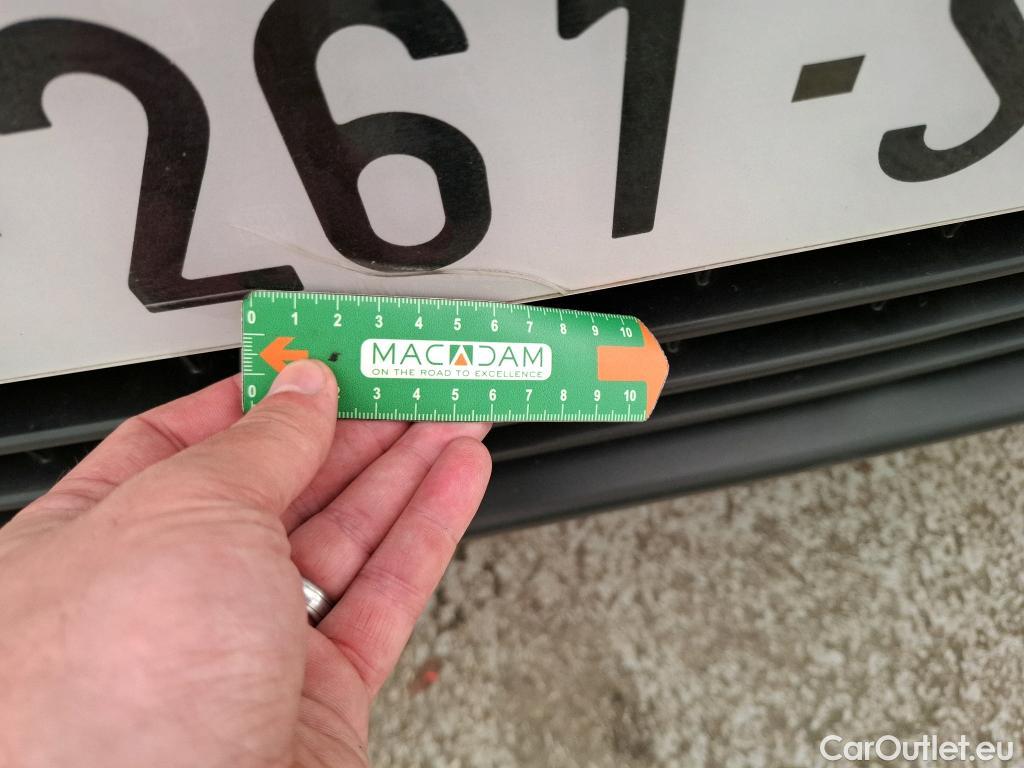 261-
0 1 2 3 4 5 6 7 8 9 10
MACADAM
ON THE ROAD TO EXCELLENCE
0 3 4 5 6 7 8 9 10
CarOutlet.eu